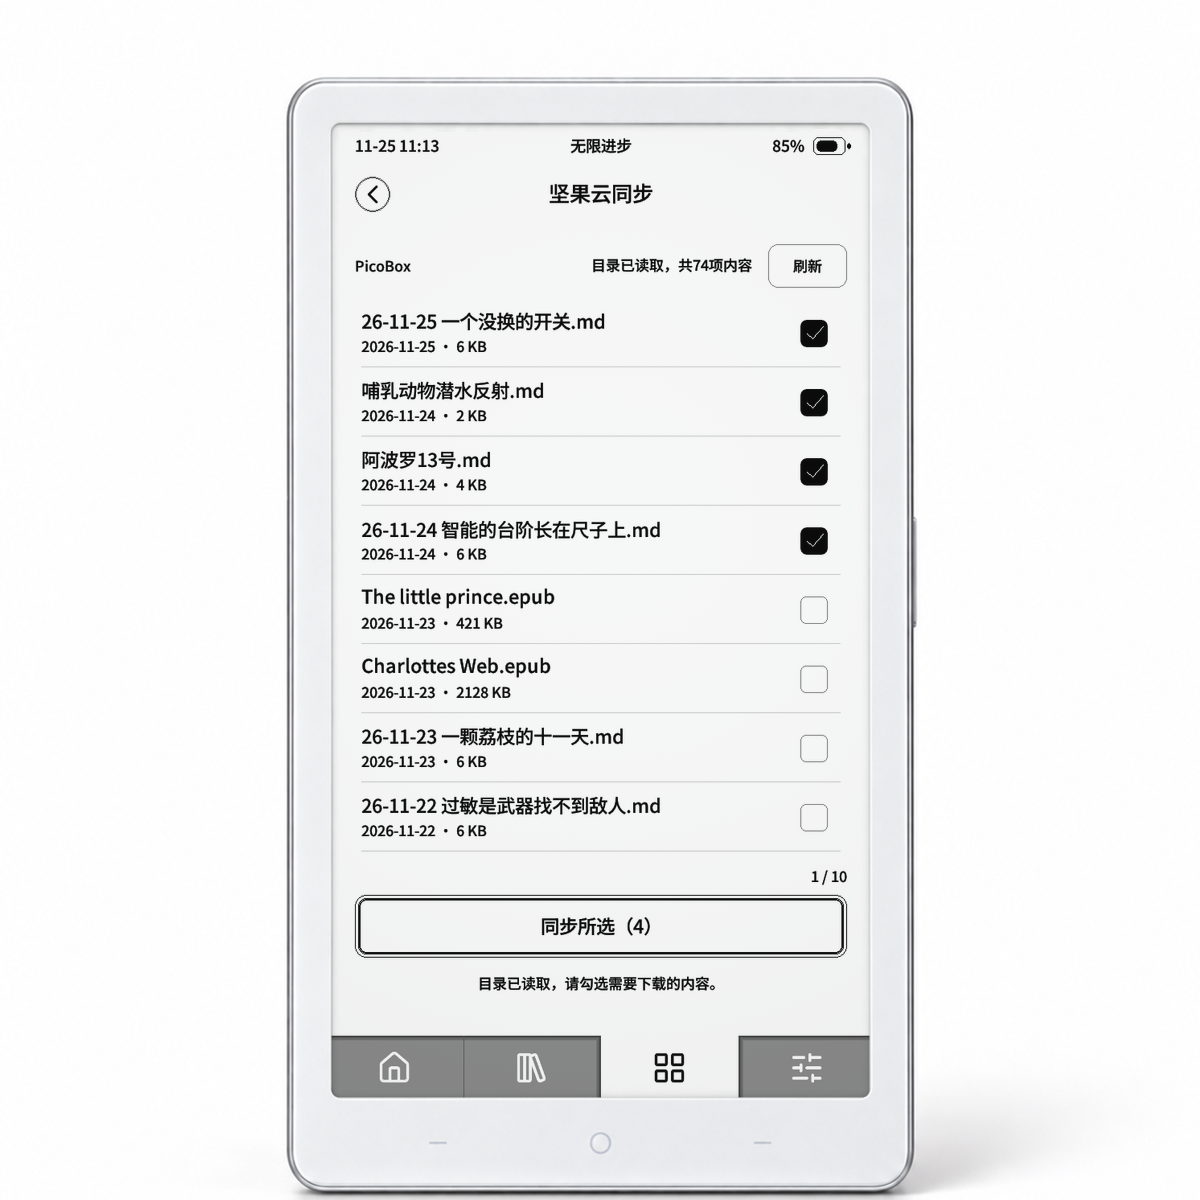 11-25 11:13 无限进步 85%
坚果云同步
PicoBox 目录已读取，共74项内容 刷新
26-11-25 一个没换的开关.md
2026-11-25 · 6 KB
哺乳动物潜水反射.md
2026-11-24 · 2 KB
阿波罗13号.md
2026-11-24 · 4 KB
26-11-24 智能的台阶长在尺子上.md
2026-11-24 · 6 KB
The little prince.epub
2026-11-23 · 421 KB
Charlottes Web.epub
2026-11-23 · 2128 KB
26-11-23 一颗荔枝的十一天.md
2026-11-23 · 6 KB
26-11-22 过敏是武器找不到敌人.md
2026-11-22 · 6 KB
1 / 10
同步所选（4）
目录已读取，请勾选需要下载的内容。